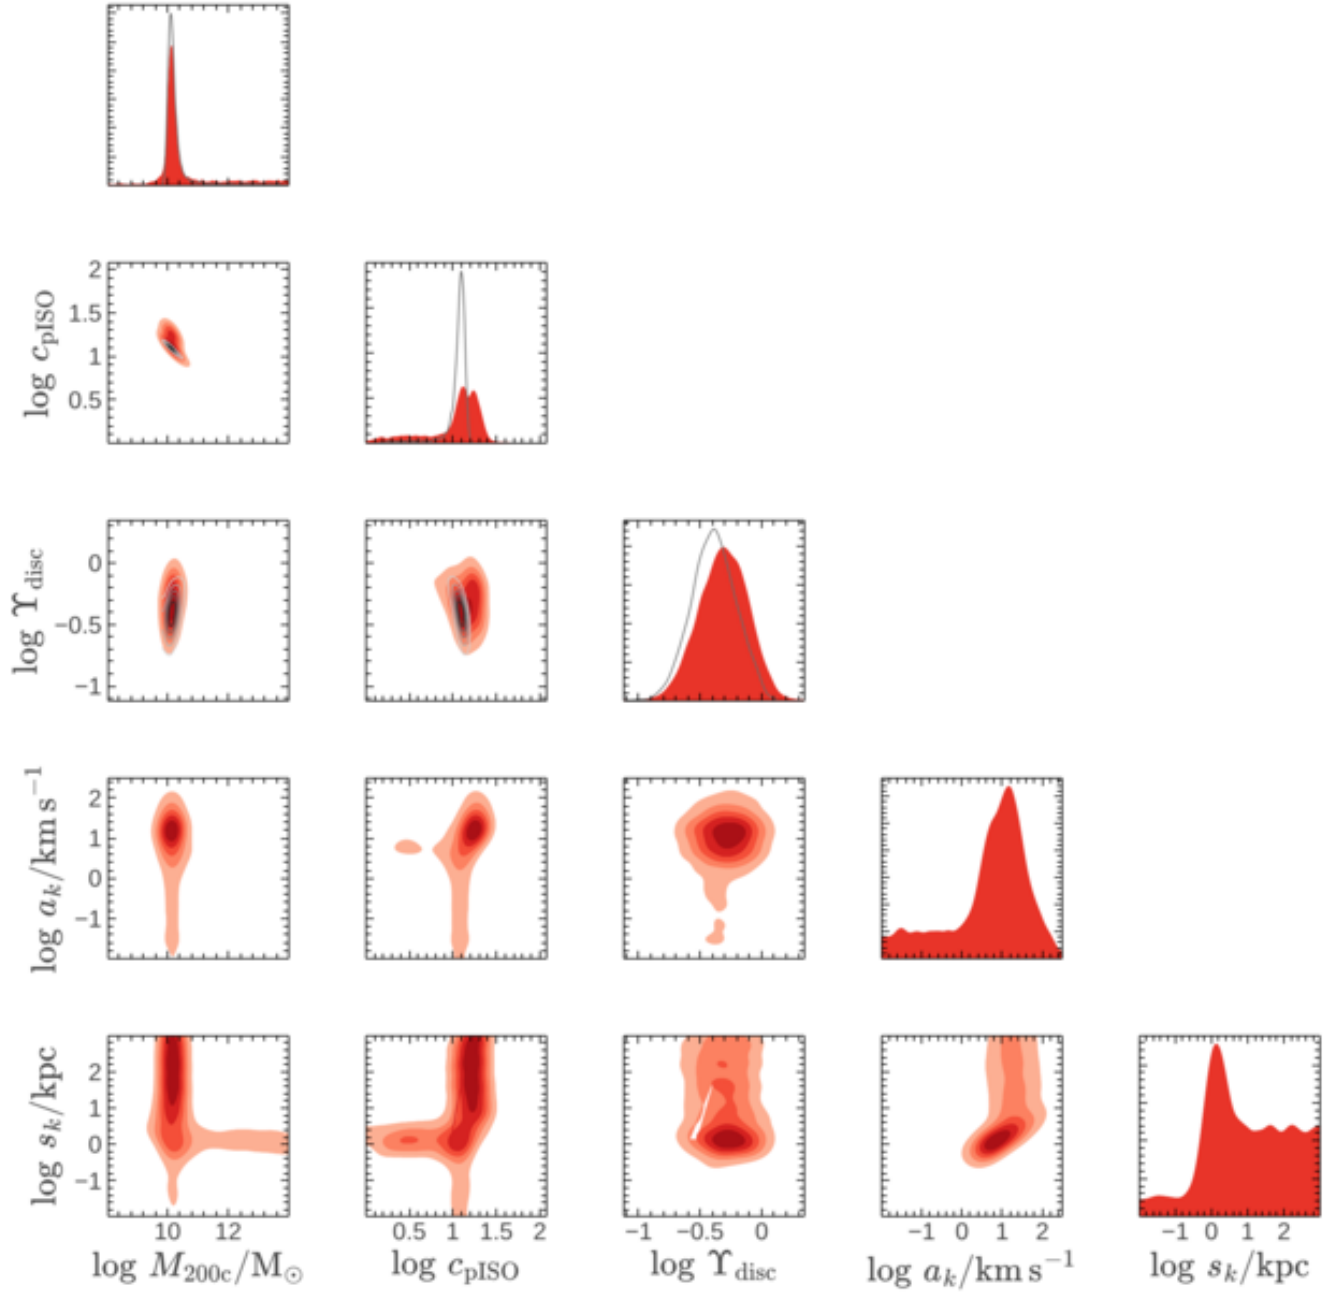 log c_pISO
2
1.5
1
0.5
log ϒ_disc
0
−0.5
−1
log a_k/km s⁻¹
2
1
0
−1
log s_k/kpc
2
1
0
−1
10 12
0.5 1 1.5 2
−1 −0.5 0
−1 0 1 2
−1 0 1 2
log M_200c/M_⊙
log c_pISO
log ϒ_disc
log a_k/km s⁻¹
log s_k/kpc